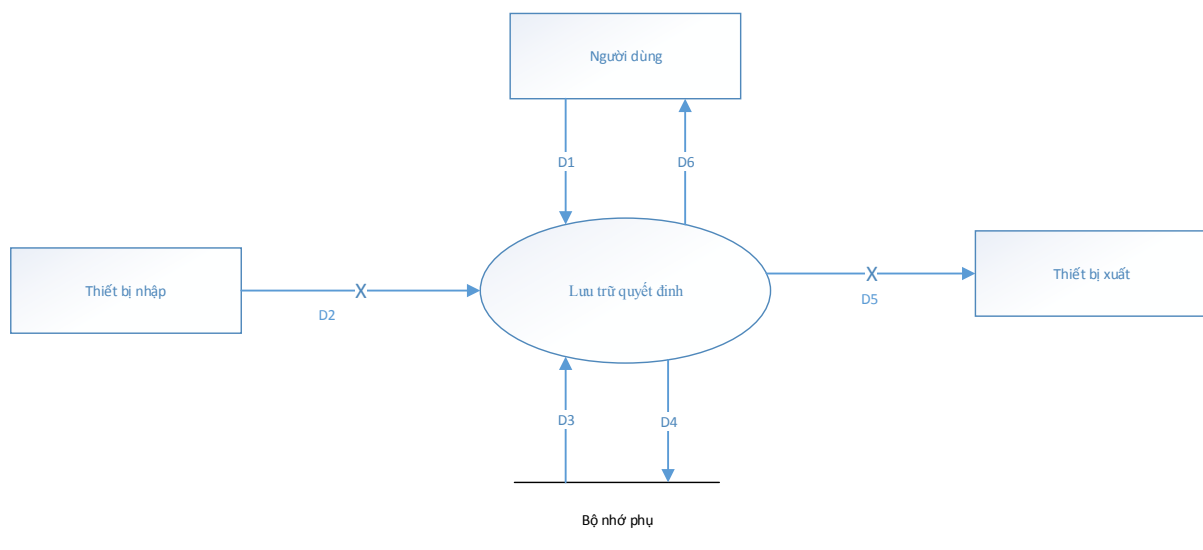 Người dùng
D1
D6
Thiết bị nhập
X
D2
Lưu trữ quyết đinh
X
D5
Thiết bị xuất
D3
D4
Bộ nhớ phụ